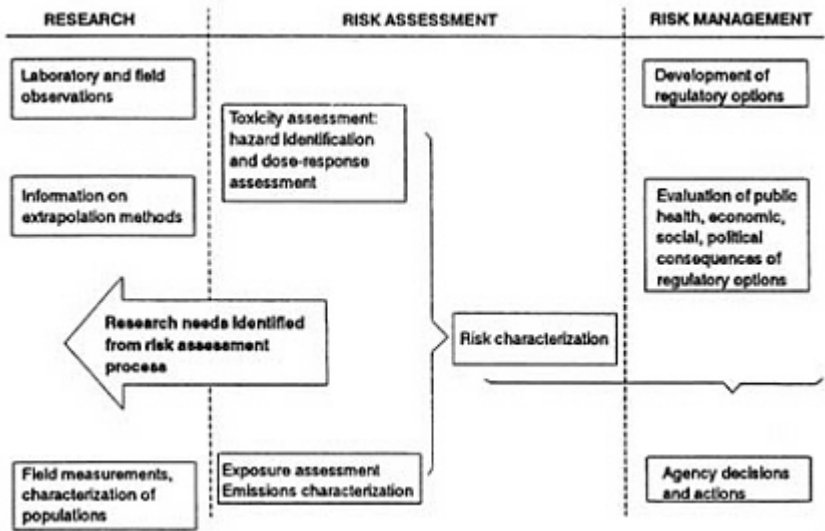 RESEARCH
RISK ASSESSMENT
RISK MANAGEMENT
Laboratory and field
observations
Information on
extrapolation methods
Research needs identified
from risk assessment
process
Field measurements,
characterization of
populations
Toxicity assessment:
hazard identification
and dose-response
assessment
Exposure assessment
Emissions characterization
Risk characterization
Development of
regulatory options
Evaluation of public
health, economic,
social, political
consequences of
regulatory options
Agency decisions
and actions